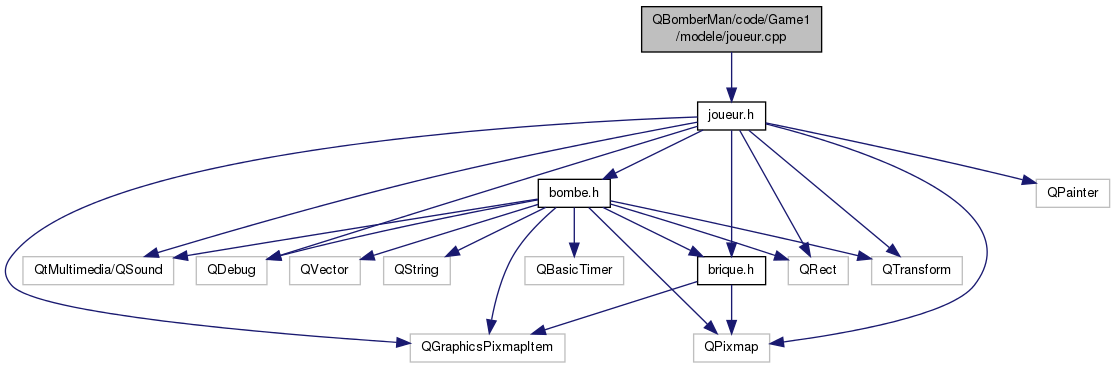 QBomberMan/code/Game1
/modele/joueur.cpp
joueur.h
bombe.h
QPainter
QtMultimedia/QSound
QDebug
QVector
QString
QBasicTimer
brique.h
QRect
QTransform
QGraphicsPixmapItem
QPixmap